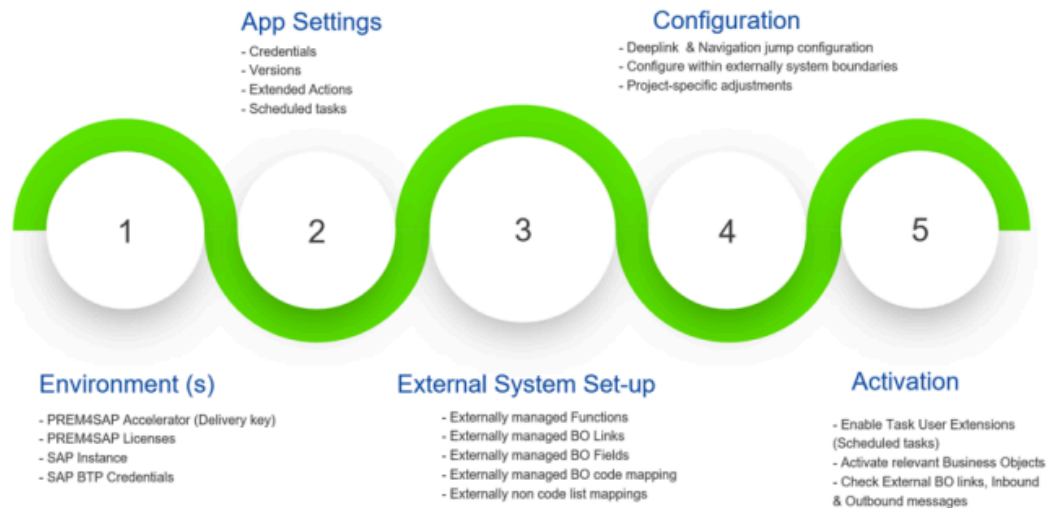 App Settings
- Credentials
- Versions
- Extended Actions
- Scheduled tasks
Configuration
- Deeplink & Navigation jump configuration
- Configure within externally system boundaries
- Project-specific adjustments
1
2
3
4
5
Environment (s)
- PREM4SAP Accelerator (Delivery key)
- PREM4SAP Licenses
- SAP Instance
- SAP BTP Credentials
External System Set-up
- Externally managed Functions
- Externally managed BO Links
- Externally managed BO Fields
- Externally managed BO code mapping
- Externally non code list mappings
Activation
- Enable Task User Extensions
(Scheduled tasks)
- Activate relevant Business Objects
- Check External BO links, Inbound
& Outbound messages